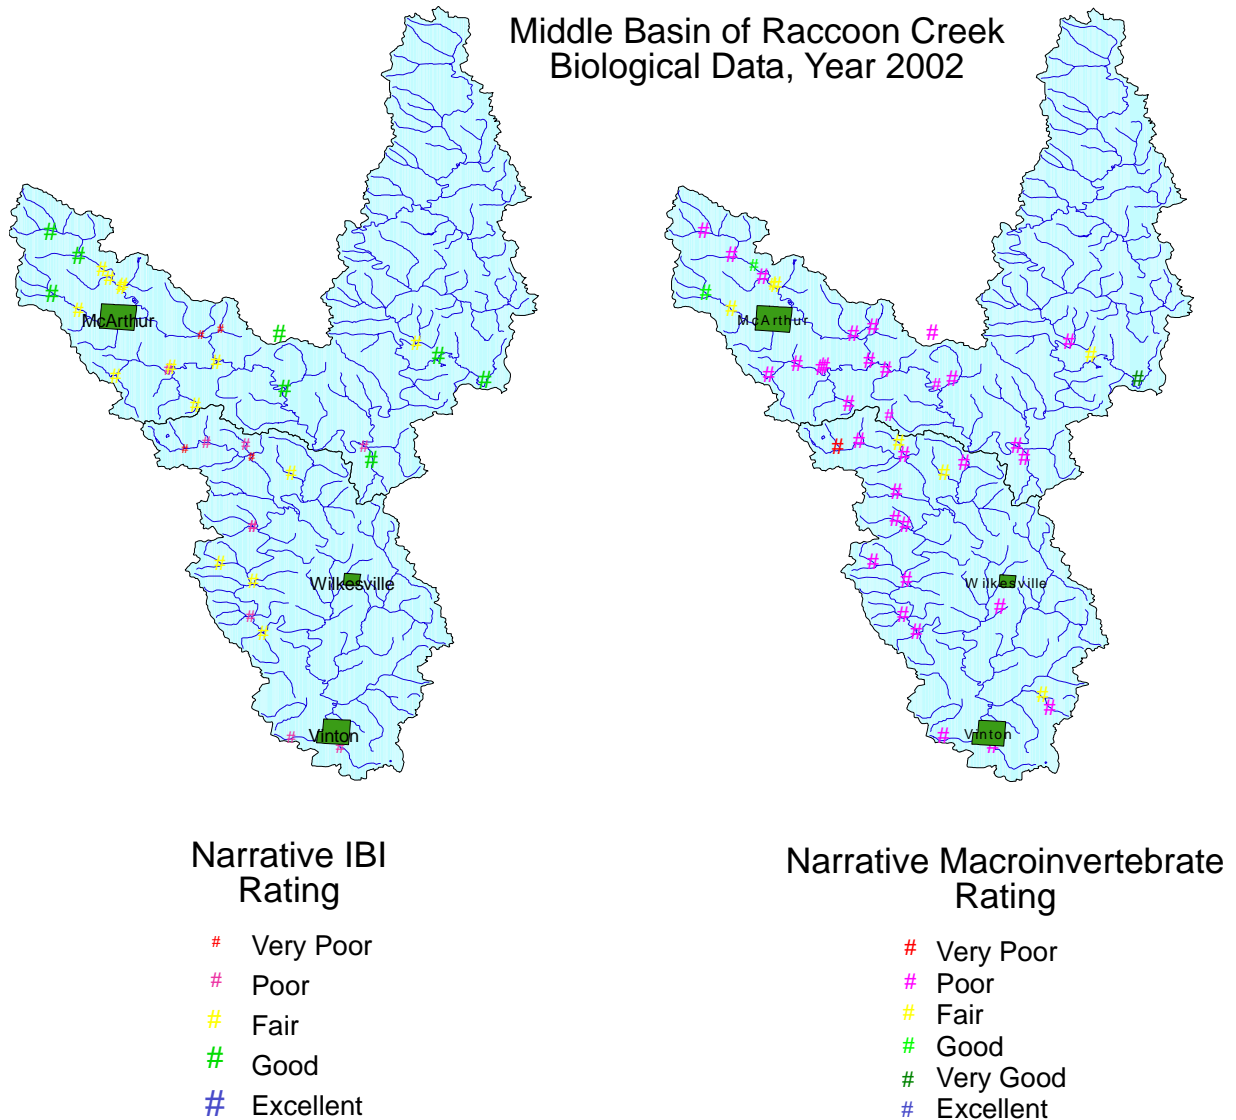 Middle Basin of Raccoon Creek
Biological Data, Year 2002
McArthur
Wilkesville
Vinton
McArthur
Wilkesville
Vinton
Narrative IBI
Rating
# Very Poor
# Poor
# Fair
# Good
# Excellent
Narrative Macroinvertebrate
Rating
# Very Poor
# Poor
# Fair
# Good
# Very Good
# Excellent